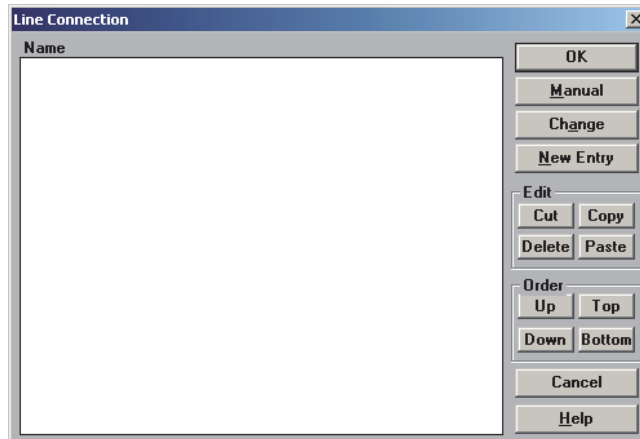 Line Connection
Name
OK
Manual
Change
New Entry
Edit
Cut Copy
Delete Paste
Order
Up Top
Down Bottom
Cancel
Help